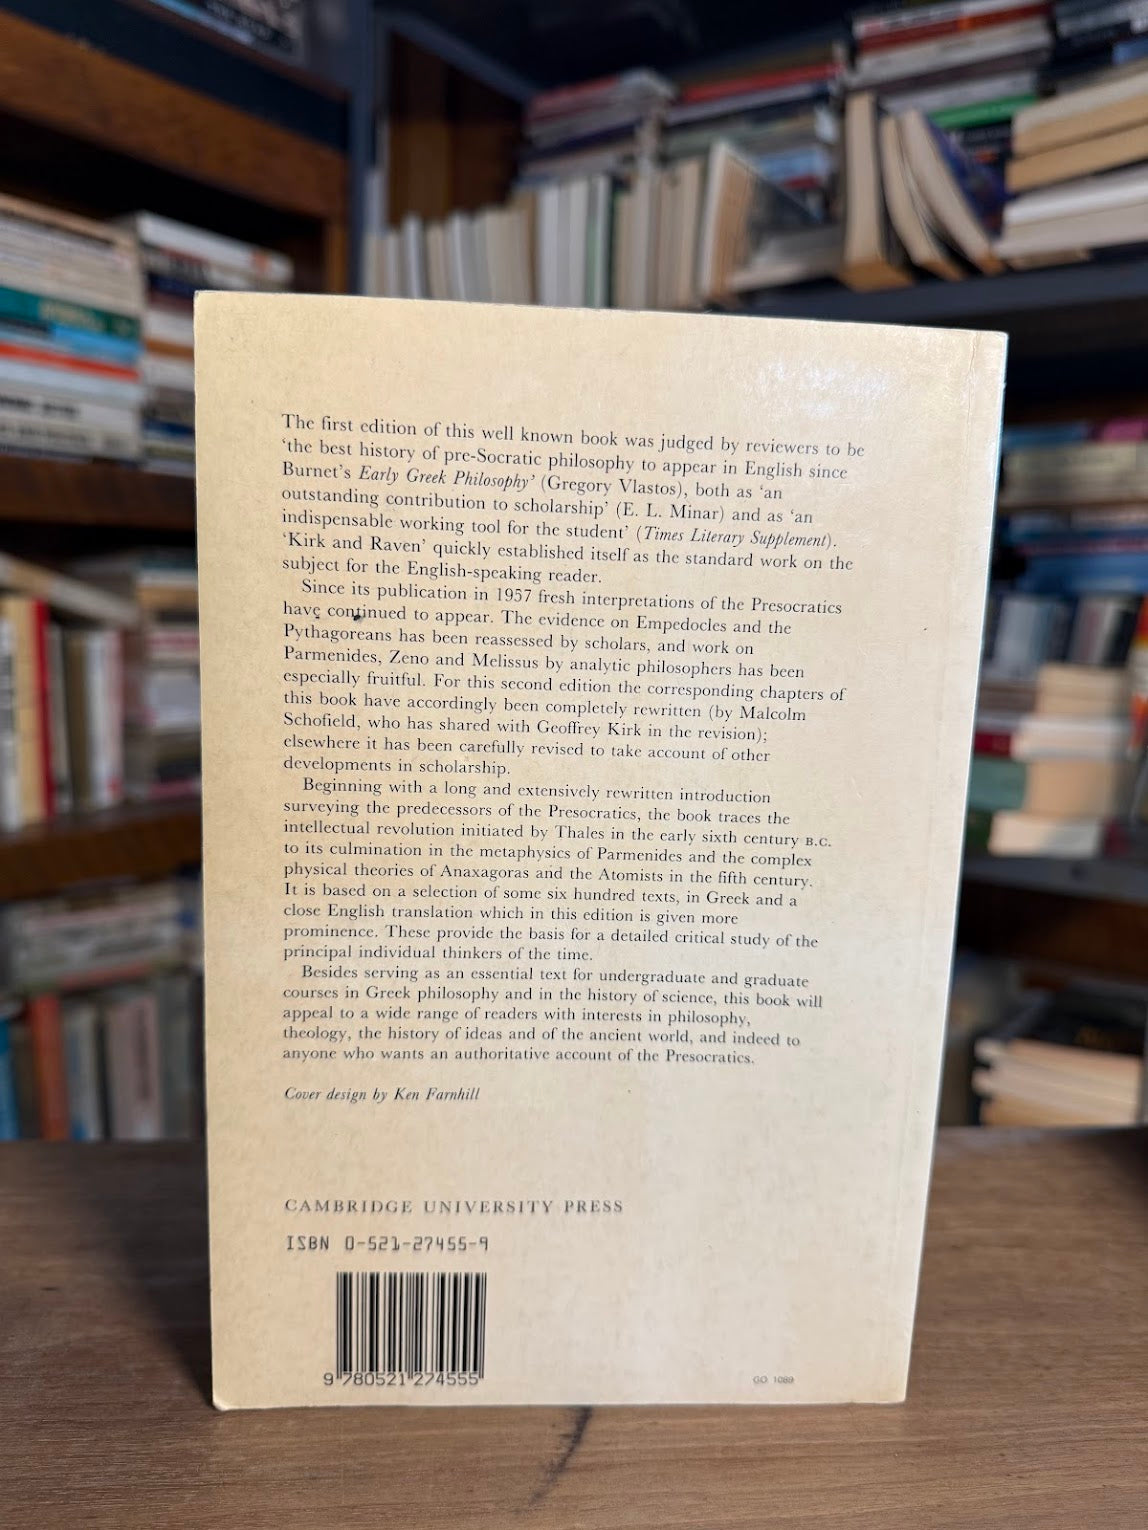 The first edition of this well known book was judged by reviewers to be
‘the best history of pre-Socratic philosophy to appear in English since
Burnet’s Early Greek Philosophy’ (Gregory Vlastos), both as ‘an
outstanding contribution to scholarship’ (E. L. Minar) and as ‘an
indispensable working tool for the student’ (Times Literary Supplement).
‘Kirk and Raven’ quickly established itself as the standard work on the
subject for the English-speaking reader.
Since its publication in 1957 fresh interpretations of the Presocratics
have continued to appear. The evidence on Empedocles and the
Pythagoreans has been reassessed by scholars, and work on
Parmenides, Zeno and Melissus by analytic philosophers has been
especially fruitful. For this second edition the corresponding chapters of
this book have accordingly been completely rewritten (by Malcolm
Schofield, who has shared with Geoffrey Kirk in the revision);
elsewhere it has been carefully revised to take account of other
developments in scholarship.
Beginning with a long and extensively rewritten introduction
surveying the predecessors of the Presocratics, the book traces the
intellectual revolution initiated by Thales in the early sixth century B.C.
to its culmination in the metaphysics of Parmenides and the complex
physical theories of Anaxagoras and the Atomists in the fifth century.
It is based on a selection of some six hundred texts, in Greek and a
close English translation which in this edition is given more
prominence. These provide the basis for a detailed critical study of the
principal individual thinkers of the time.
Besides serving as an essential text for undergraduate and graduate
courses in Greek philosophy and in the history of science, this book will
appeal to a wide range of readers with interests in philosophy,
theology, the history of ideas and of the ancient world, and indeed to
anyone who wants an authoritative account of the Presocratics.
Cover design by Ken Farnhill
CAMBRIDGE UNIVERSITY PRESS
ISBN 0-521-27455-9
9 780521 274555
GO 1089